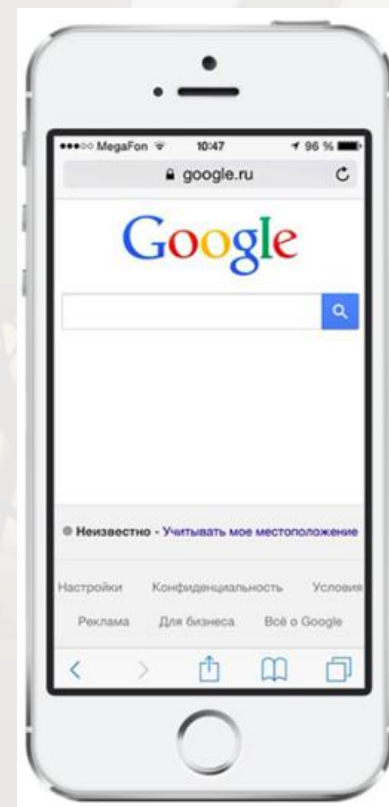 MegaFon 10:47 96 %
google.ru
Google
Неизвестно - Учитывать мое местоположение
Настройки Конфиденциальность Условия
Реклама Для бизнеса Всё о Google